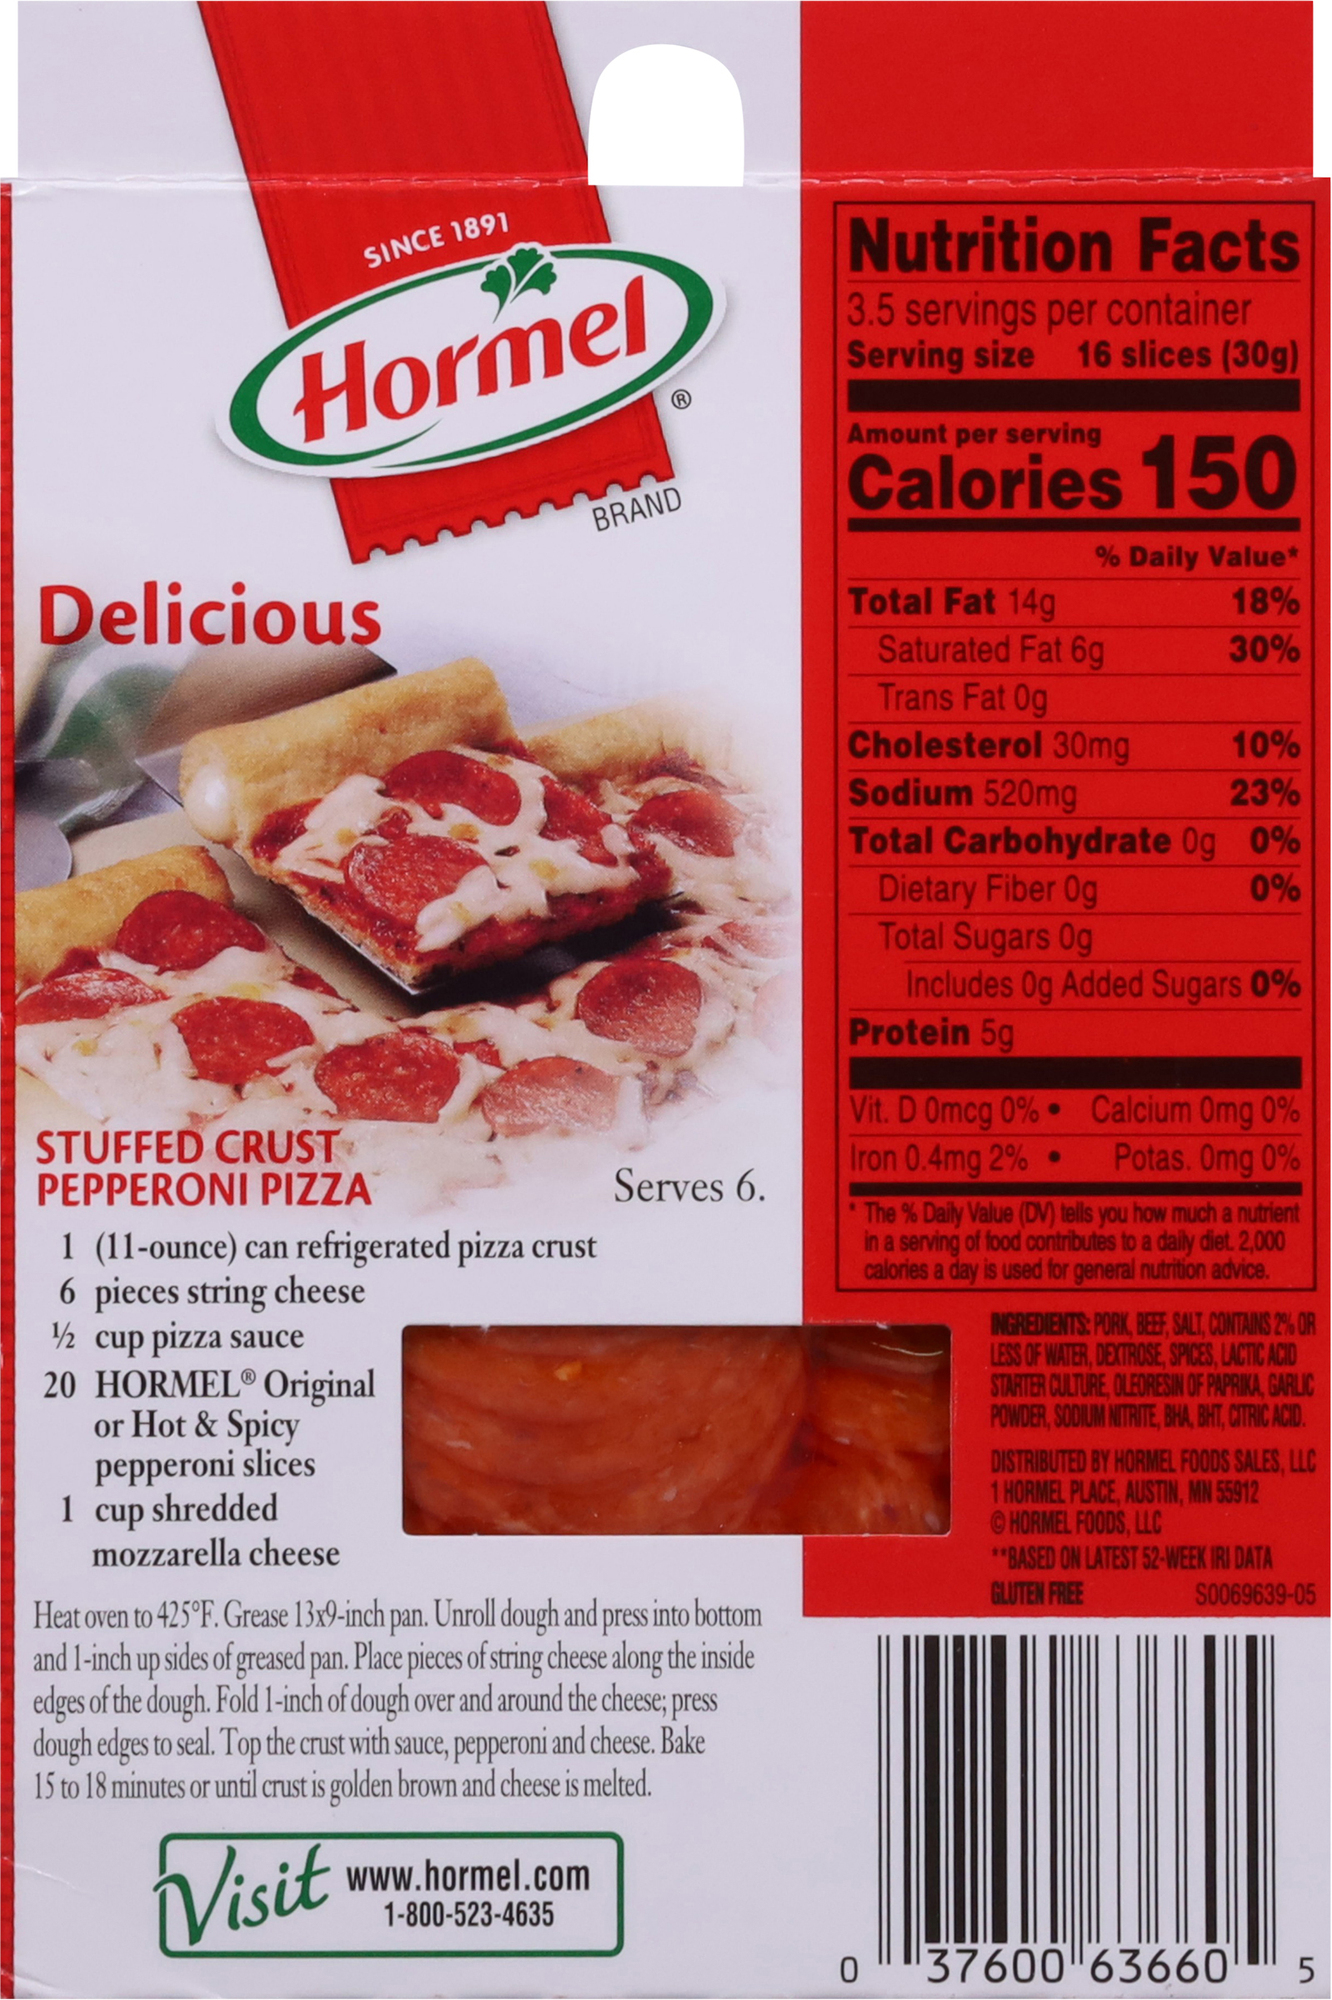 SINCE 1891
Hormel
®
BRAND
Delicious
STUFFED CRUST
PEPPERONI PIZZA
Serves 6.
1 (11-ounce) can refrigerated pizza crust
6 pieces string cheese
½ cup pizza sauce
20 HORMEL® Original
or Hot & Spicy
pepperoni slices
1 cup shredded
mozzarella cheese
Heat oven to 425°F. Grease 13x9-inch pan. Unroll dough and press into bottom
and 1-inch up sides of greased pan. Place pieces of string cheese along the inside
edges of the dough. Fold 1-inch of dough over and around the cheese; press
dough edges to seal. Top the crust with sauce, pepperoni and cheese. Bake
15 to 18 minutes or until crust is golden brown and cheese is melted.
Visit www.hormel.com
1-800-523-4635
Nutrition Facts
3.5 servings per container
Serving size 16 slices (30g)
Amount per serving
Calories 150
% Daily Value*
Total Fat 14g 18%
Saturated Fat 6g 30%
Trans Fat 0g
Cholesterol 30mg 10%
Sodium 520mg 23%
Total Carbohydrate 0g 0%
Dietary Fiber 0g 0%
Total Sugars 0g
Includes 0g Added Sugars 0%
Protein 5g
Vit. D 0mcg 0% • Calcium 0mg 0%
Iron 0.4mg 2% • Potas. 0mg 0%
* The % Daily Value (DV) tells you how much a nutrient
in a serving of food contributes to a daily diet. 2,000
calories a day is used for general nutrition advice.
INGREDIENTS: PORK, BEEF, SALT, CONTAINS 2% OR
LESS OF WATER, DEXTROSE, SPICES, LACTIC ACID
STARTER CULTURE, OLEORESIN OF PAPRIKA, GARLIC
POWDER, SODIUM NITRITE, BHA, BHT, CITRIC ACID.
DISTRIBUTED BY HORMEL FOODS SALES, LLC
1 HORMEL PLACE, AUSTIN, MN 55912
© HORMEL FOODS, LLC
**BASED ON LATEST 52-WEEK IRI DATA
GLUTEN FREE S0069639-05
0 37600 63660 5